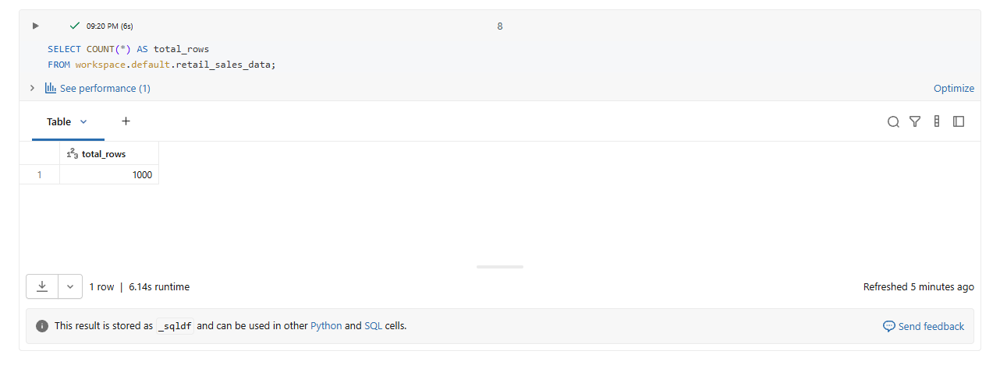 09:20 PM (6s)
8
SELECT COUNT(*) AS total_rows
FROM workspace.default.retail_sales_data;
See performance (1)
Optimize
Table
+
123 total_rows
1
1000
1 row | 6.14s runtime
Refreshed 5 minutes ago
This result is stored as _sqldf and can be used in other Python and SQL cells.
Send feedback